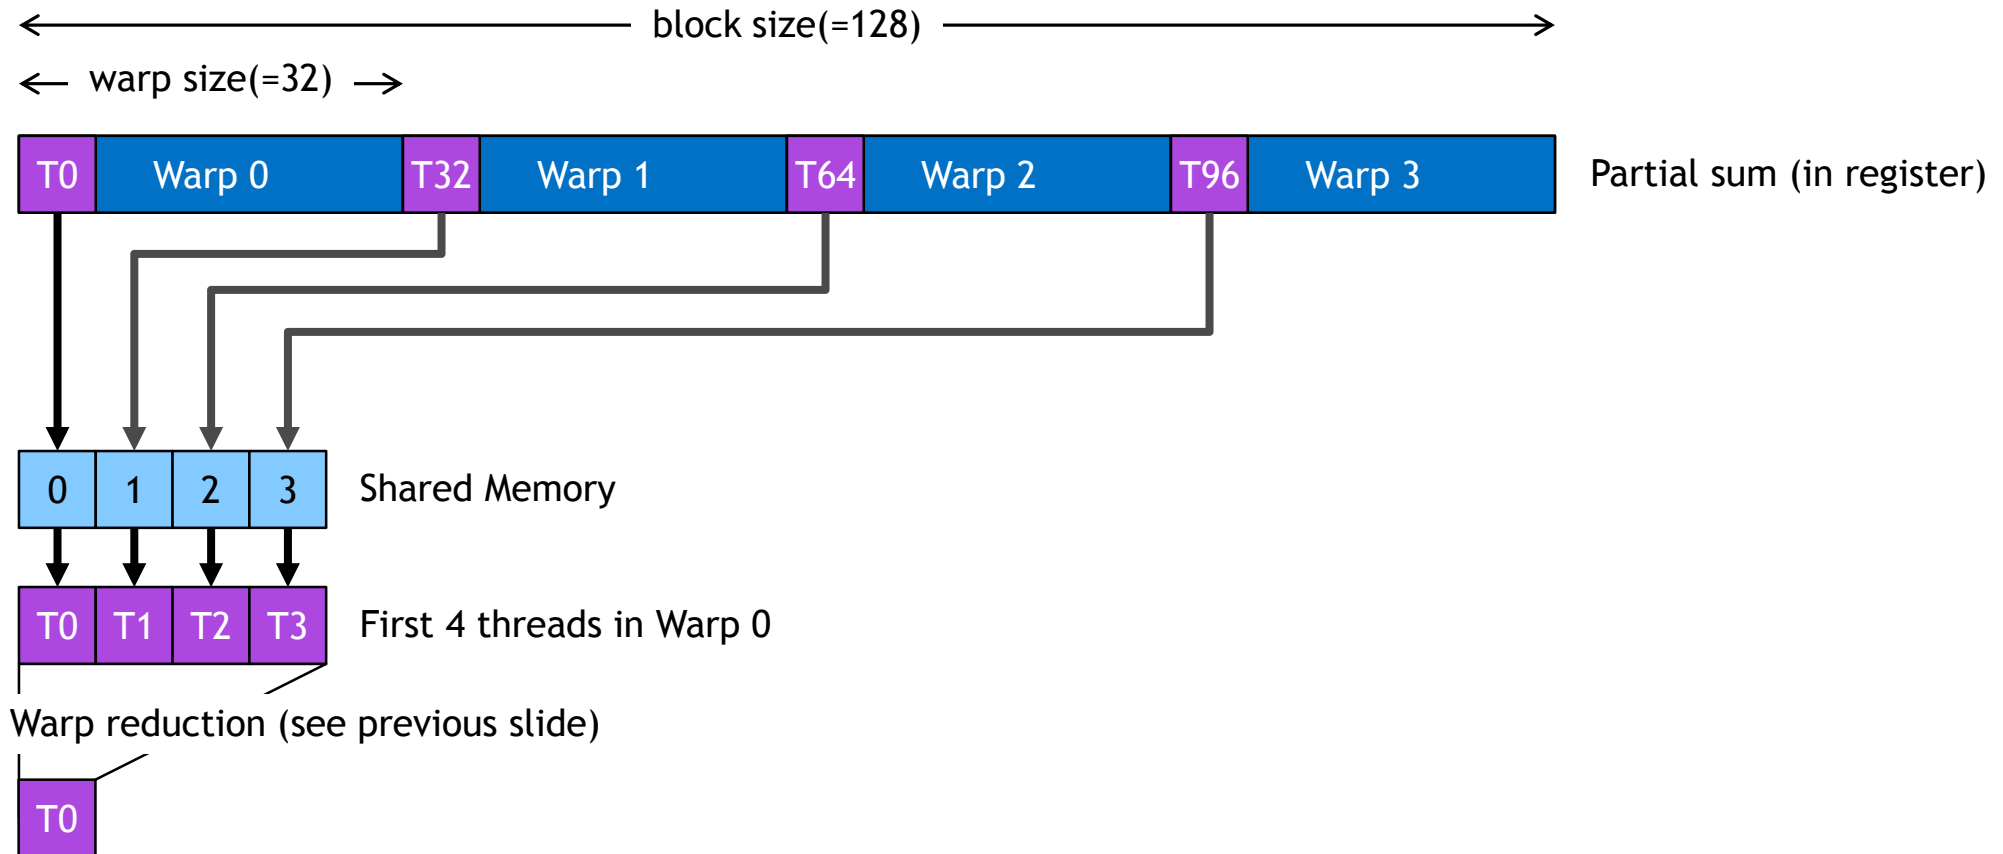 block size(=128)
warp size(=32)
T0 Warp 0 T32 Warp 1 T64 Warp 2 T96 Warp 3 Partial sum (in register)
0 1 2 3 Shared Memory
T0 T1 T2 T3 First 4 threads in Warp 0
Warp reduction (see previous slide)
T0